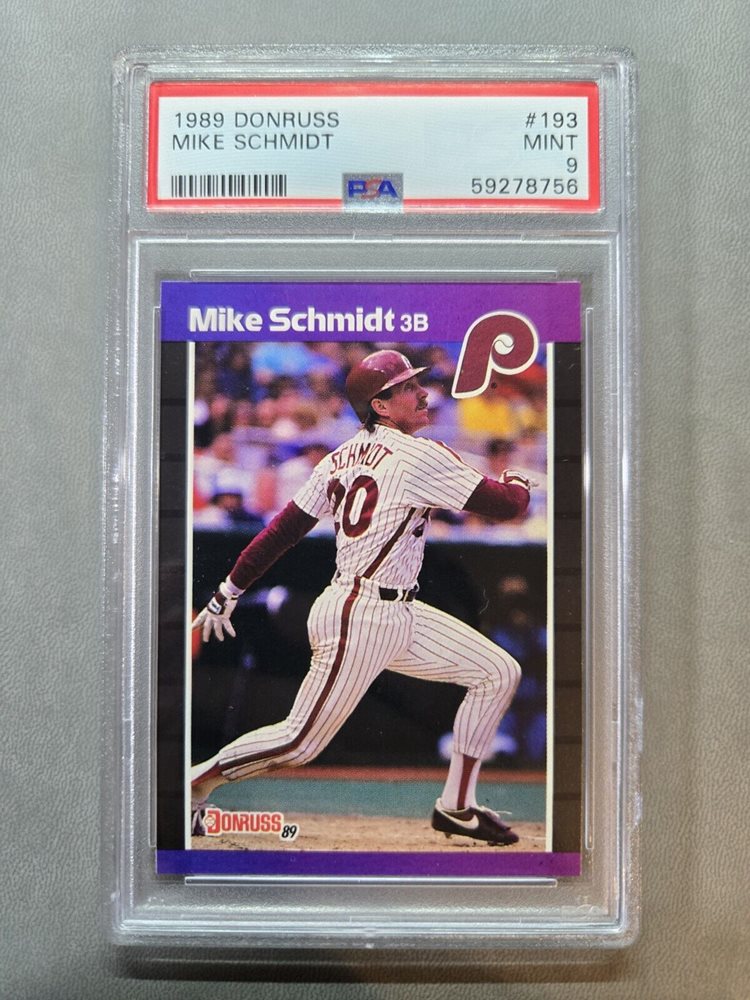 1989 DONRUSS #193
MIKE SCHMIDT MINT
9
PSA 59278756
Mike Schmidt 3B
P
SCHMIDT
20
DONRUSS 89